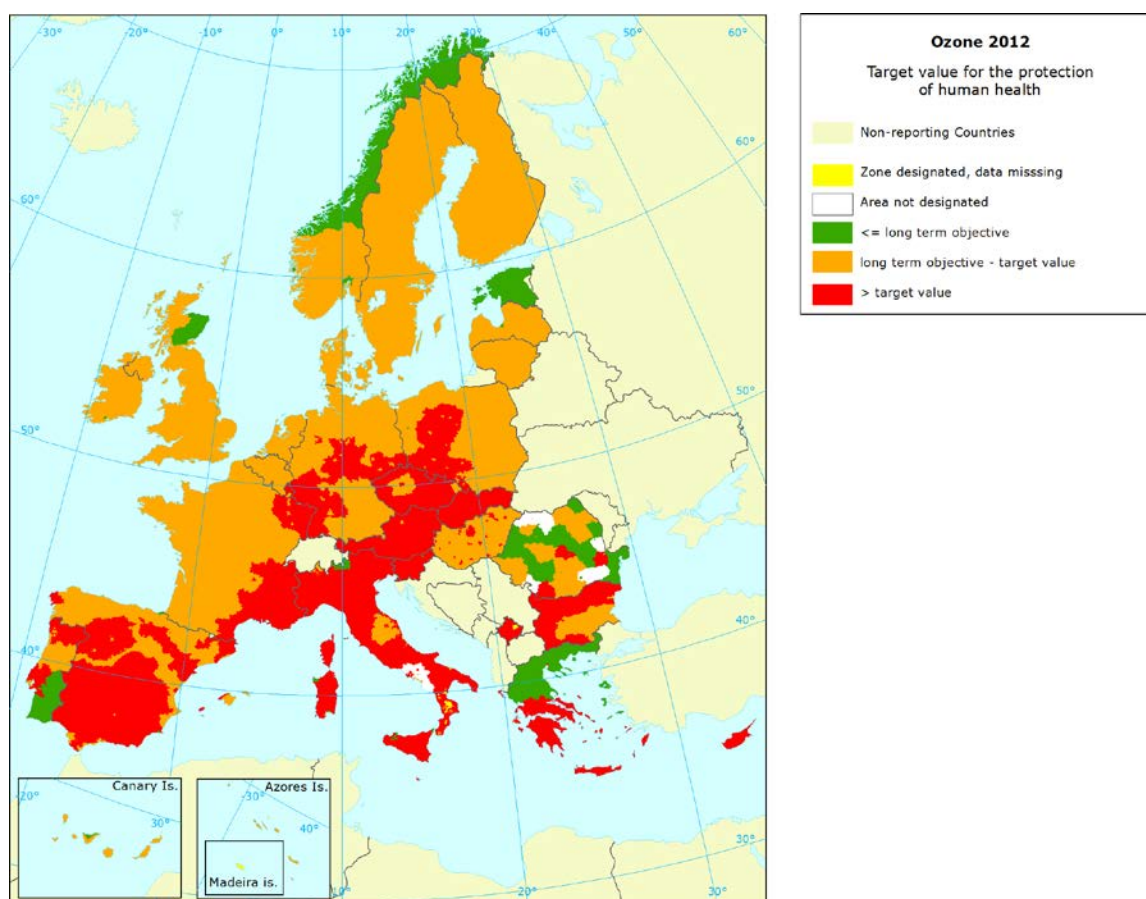 -30° -20° -10° 0° 10° 20° 30° 40° 50° 60°
60°
60°
50°
50°
40°
40°
Canary Is.
-20°
30°
Azores Is.
-30°
40°
Madeira is.
30°
10°
20°
30°
Ozone 2012
Target value for the protection
of human health
Non-reporting Countries
Zone designated, data misssing
Area not designated
<= long term objective
long term objective - target value
> target value